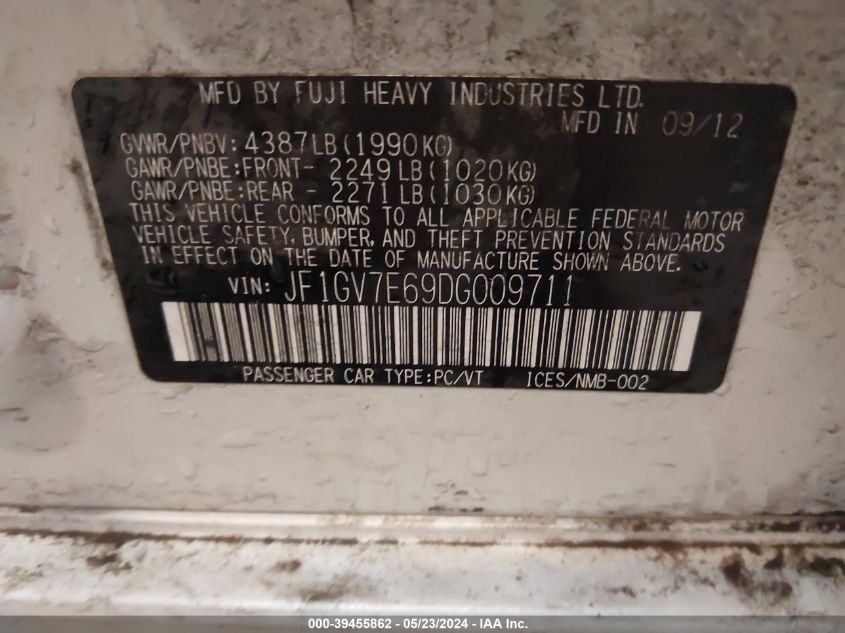 MFD BY FUJI HEAVY INDUSTRIES LTD.
MFD IN 09/12
GVWR/PNBV: 4387LB(1990KG)
GAWR/PNBE:FRONT- 2249LB(1020KG)
GAWR/PNBE:REAR - 2271LB(1030KG)
THIS VEHICLE CONFORMS TO ALL APPLICABLE FEDERAL MOTOR
VEHICLE SAFETY, BUMPER, AND THEFT PREVENTION STANDARDS
IN EFFECT ON THE DATE OF MANUFACTURE SHOWN ABOVE.
VIN: JF1GV7E69DG009711
PASSENGER CAR TYPE:PC/VT ICES/NMB-002
000-39455862 - 05/23/2024 - IAA Inc.